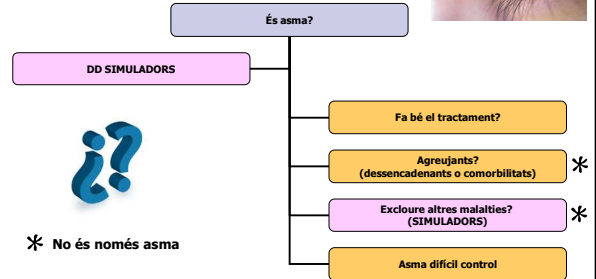 És asma?
DD SIMULADORS
Fa bé el tractament?
Agreujants?
(dessencadenants o comorbilitats) *
Excloure altres malalties?
(SIMULADORS) *
¿?
* No és només asma
Asma difícil control